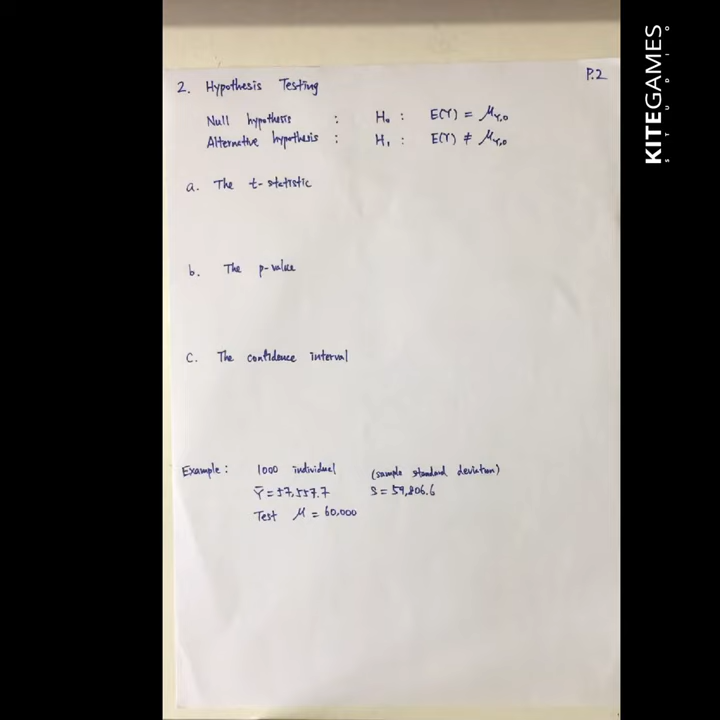 P.2
2. Hypothesis Testing
Null hypothesis : H₀ : E(Y) = μY,0
Alternative hypothesis : H₁ : E(Y) ≠ μY,0
a. The t-statistic
b. The p-value
c. The confidence interval
Example : 1000 individual (sample standard deviation)
Ȳ = 57,557.7 S = 59,806.6
Test μ = 60,000
KITEGAMES
STUDIO